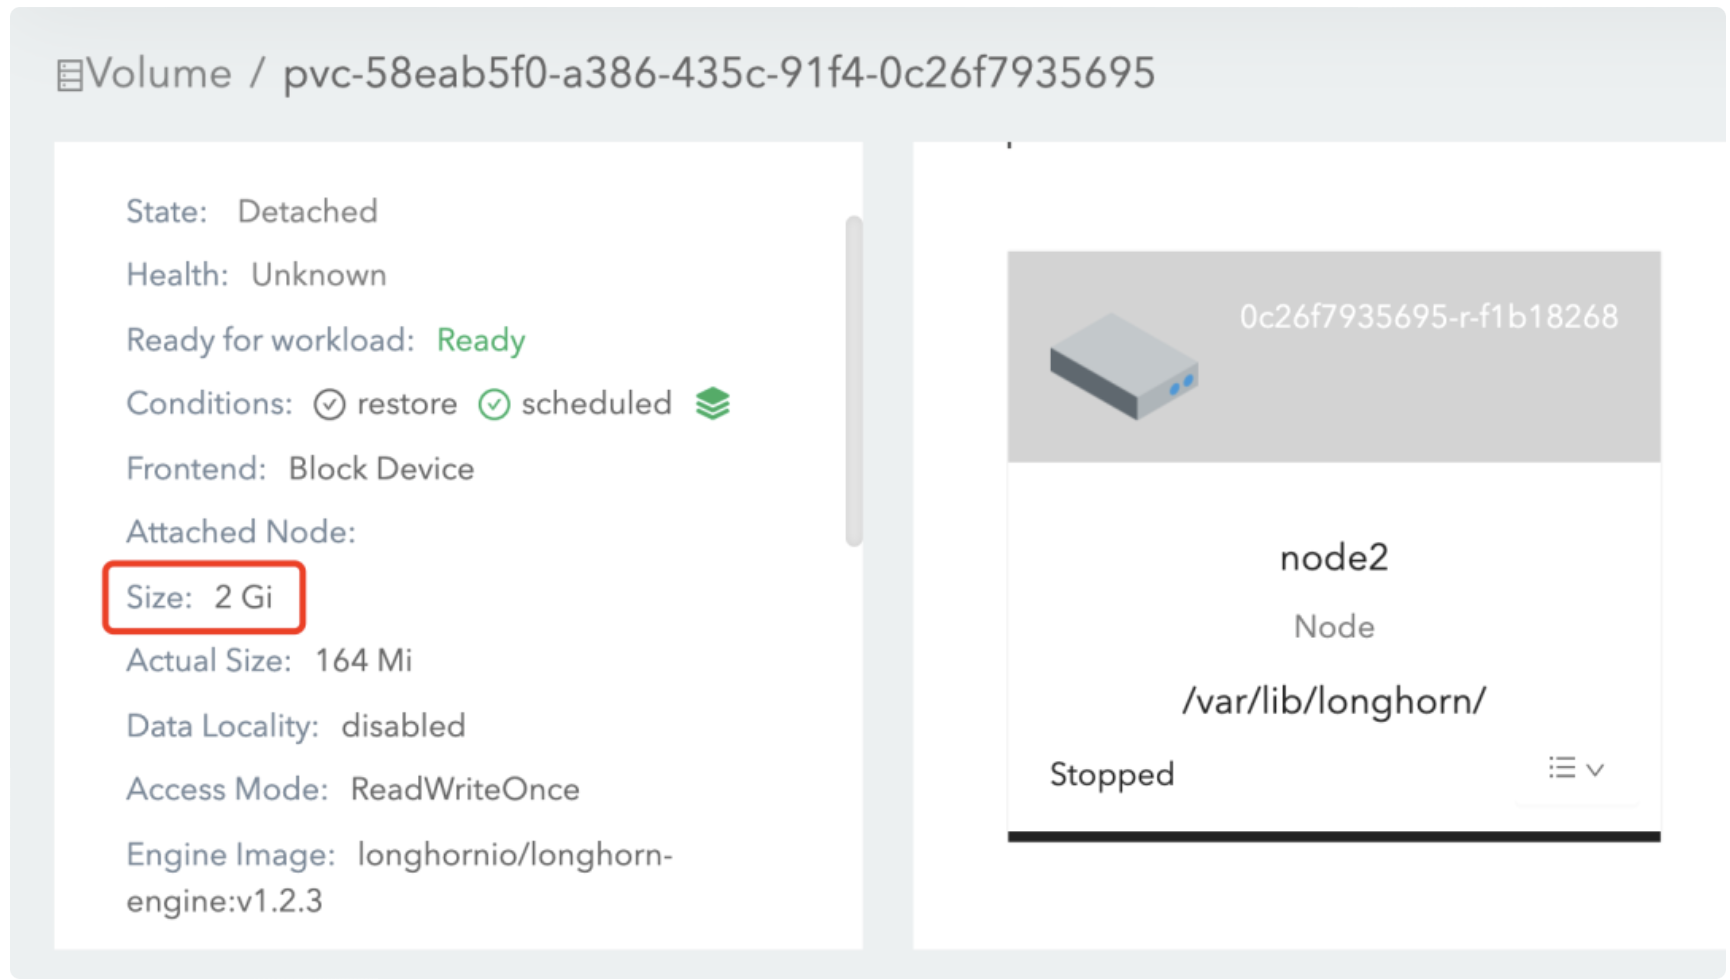 Volume / pvc-58eab5f0-a386-435c-91f4-0c26f7935695
State: Detached
Health: Unknown
Ready for workload: Ready
Conditions: restore scheduled
Frontend: Block Device
Attached Node:
Size: 2 Gi
Actual Size: 164 Mi
Data Locality: disabled
Access Mode: ReadWriteOnce
Engine Image: longhornio/longhorn-
engine:v1.2.3
0c26f7935695-r-f1b18268
node2
Node
/var/lib/longhorn/
Stopped